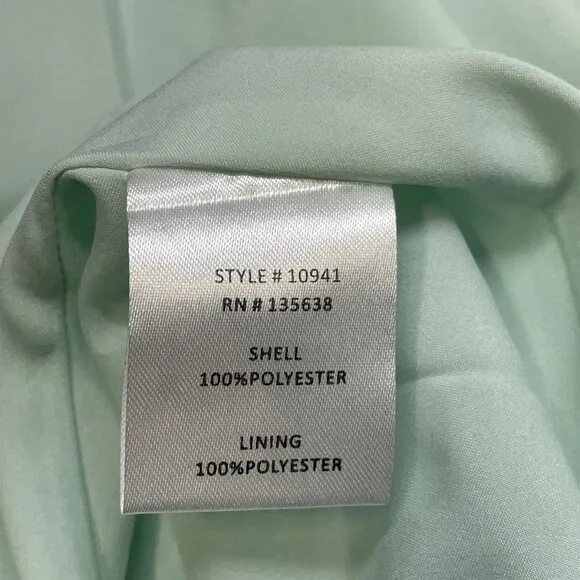 STYLE # 10941
RN # 135638
SHELL
100%POLYESTER
LINING
100%POLYESTER